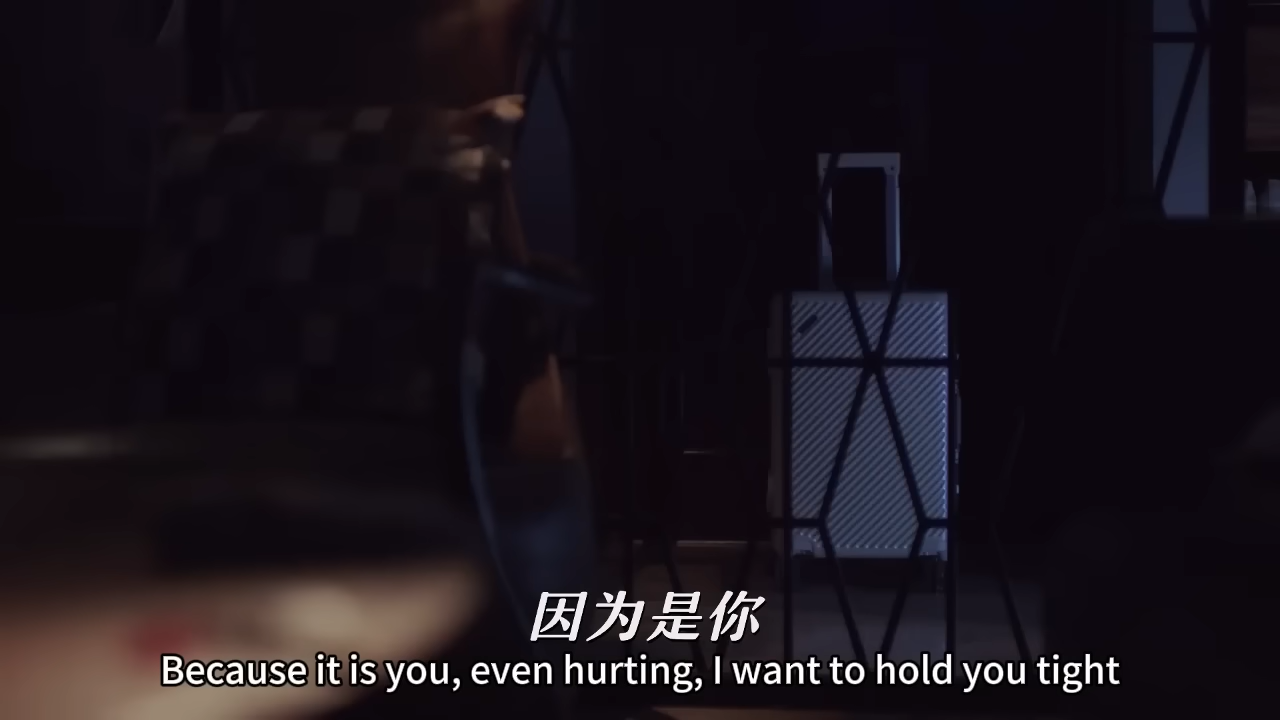 因为是你
Because it is you, even hurting, I want to hold you tight